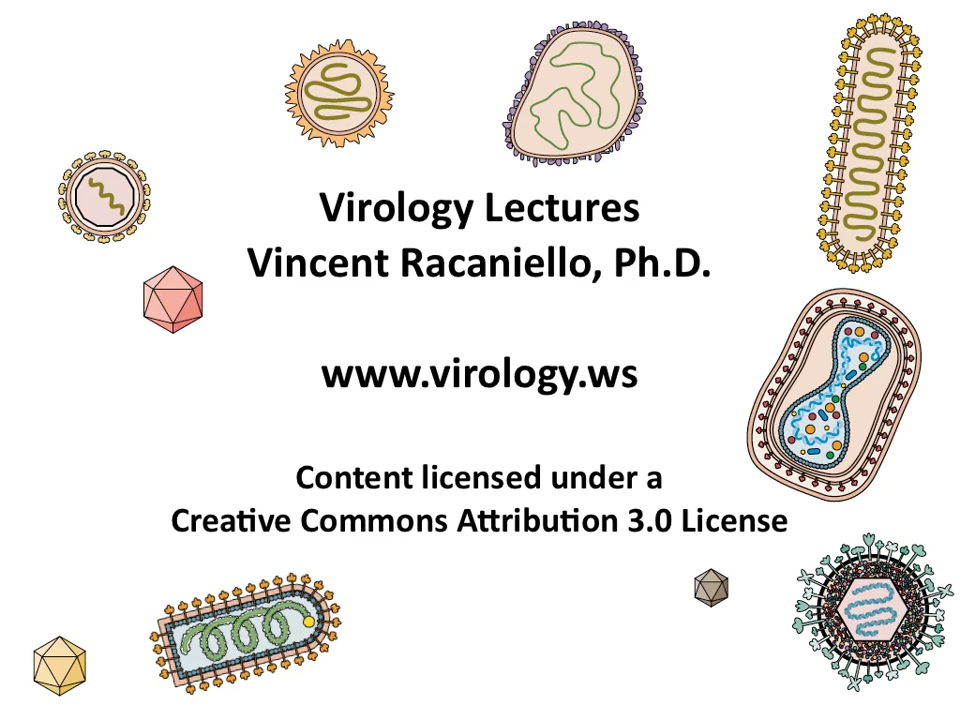 Virology Lectures
Vincent Racaniello, Ph.D.
www.virology.ws
Content licensed under a
Creative Commons Attribution 3.0 License